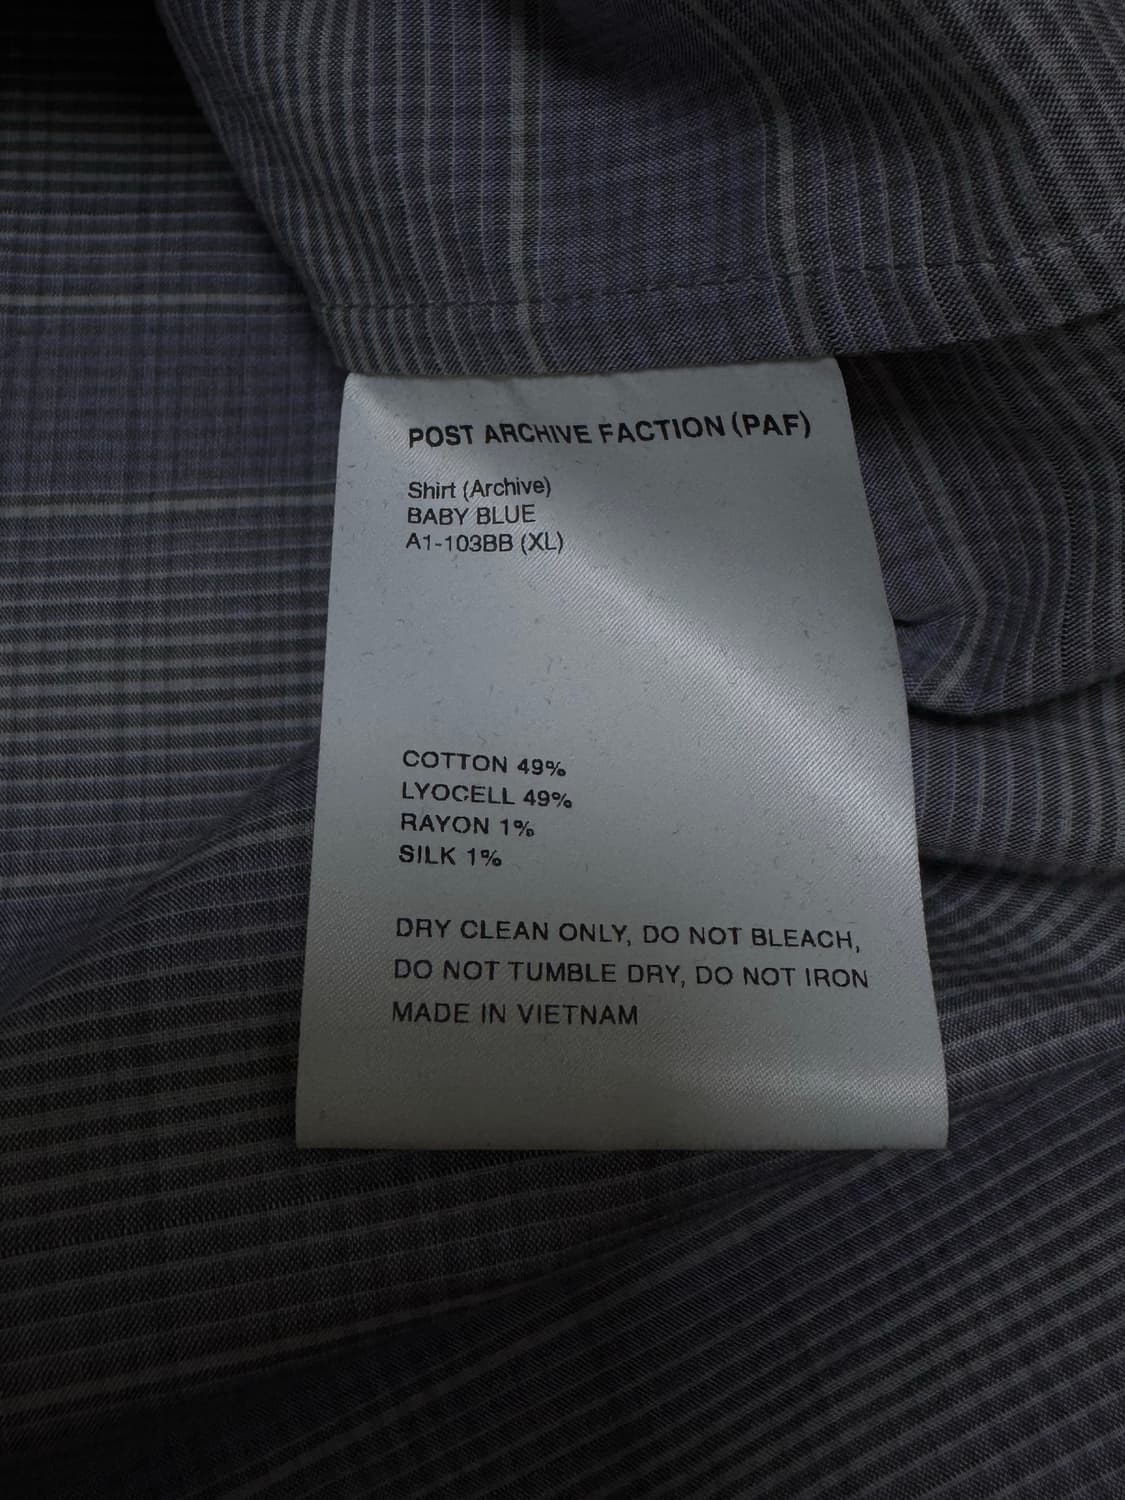 POST ARCHIVE FACTION (PAF)
Shirt (Archive)
BABY BLUE
A1-103BB (XL)
COTTON 49%
LYOCELL 49%
RAYON 1%
SILK 1%
DRY CLEAN ONLY, DO NOT BLEACH,
DO NOT TUMBLE DRY, DO NOT IRON
MADE IN VIETNAM